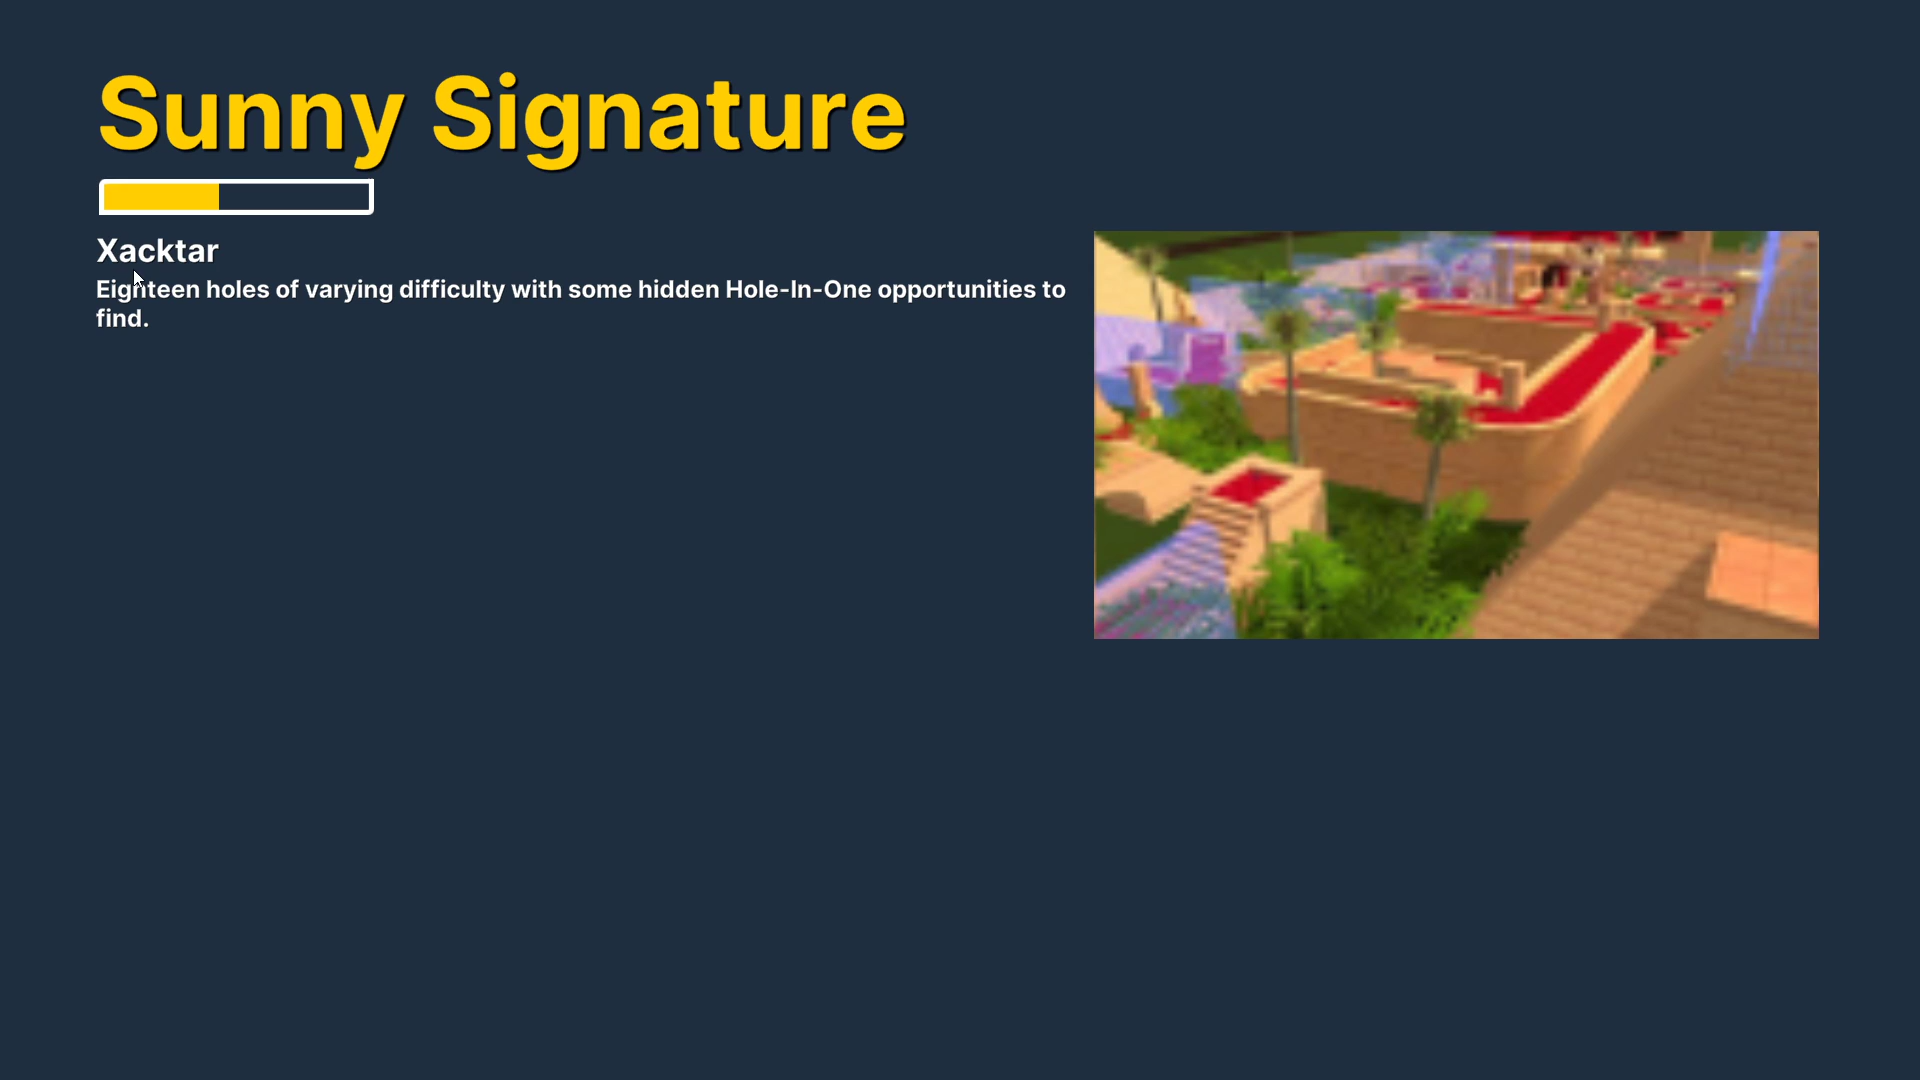 Sunny Signature
Xacktar
Eighteen holes of varying difficulty with some hidden Hole-In-One opportunities to
find.